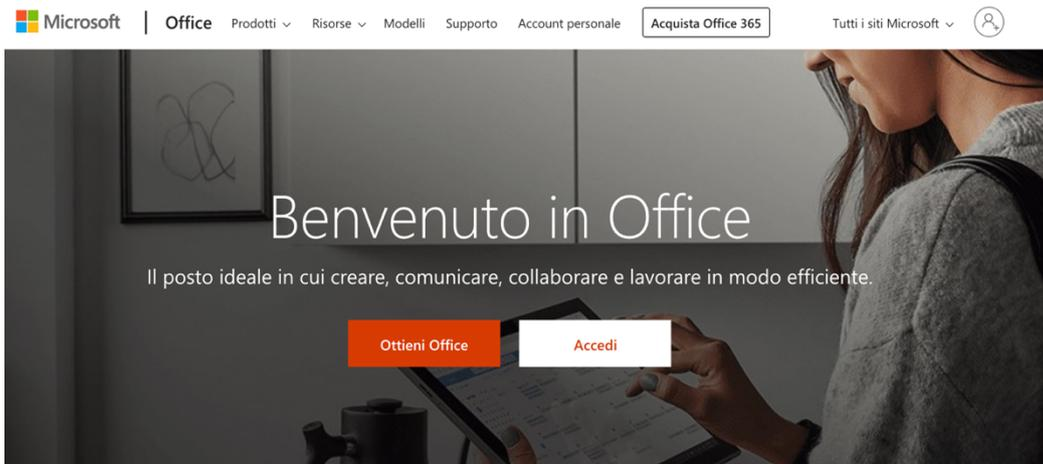 Microsoft Office Prodotti Risorse Modelli Supporto Account personale Acquista Office 365 Tutti i siti Microsoft
Benvenuto in Office
Il posto ideale in cui creare, comunicare, collaborare e lavorare in modo efficiente.
Ottieni Office Accedi